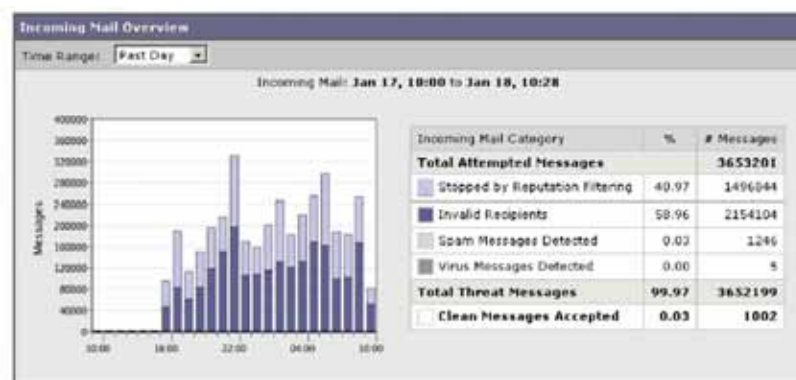 Incoming Mail Overview
Time Range: Past Day
Incoming Mail: Jan 17, 10:00 to Jan 18, 10:28
400000
360000
320000
280000
240000
200000
160000
120000
80000
40000
0
Messages
10:00 16:00 22:00 04:00 10:00
Incoming Mail Category % # Messages
Total Attempted Messages 3653201
Stopped by Reputation Filtering 40.97 1496844
Invalid Recipients 58.96 2154104
Spam Messages Detected 0.03 1246
Virus Messages Detected 0.00 5
Total Threat Messages 99.97 3652199
Clean Messages Accepted 0.03 1002